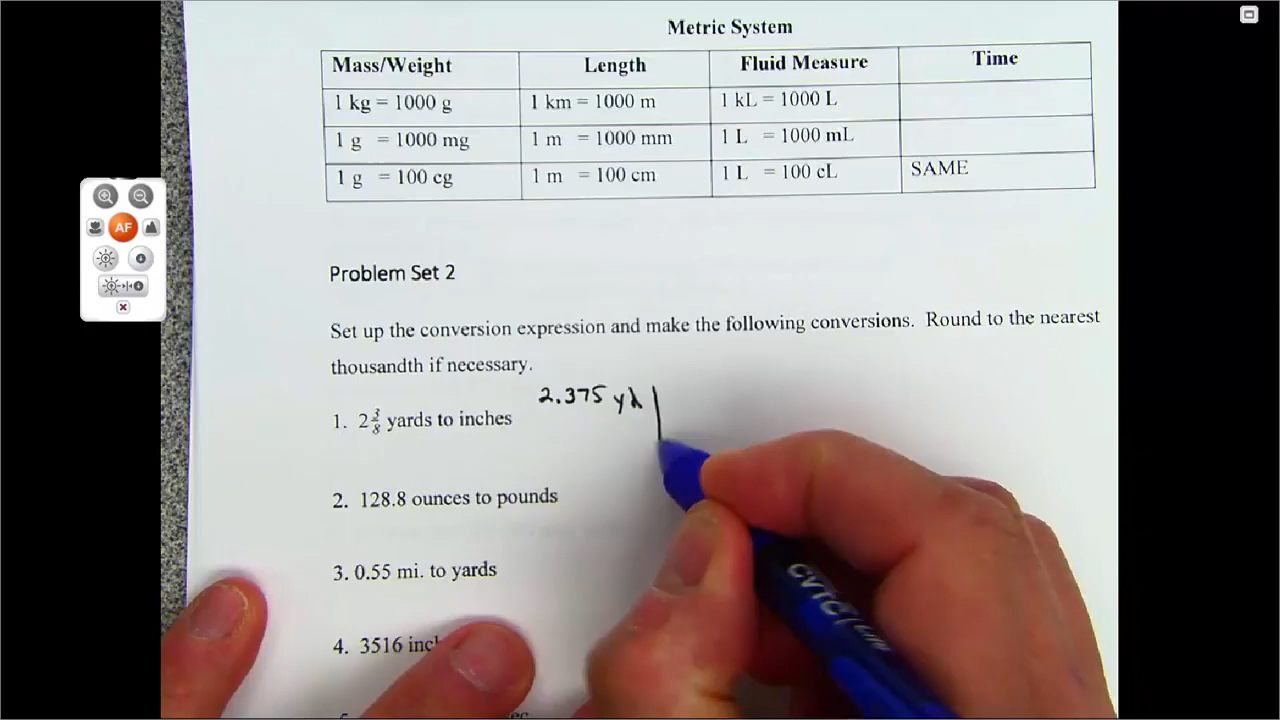 Metric System
Mass/Weight Length Fluid Measure Time
1 kg = 1000 g 1 km = 1000 m 1 kL = 1000 L
1 g = 1000 mg 1 m = 1000 mm 1 L = 1000 mL
1 g = 100 cg 1 m = 100 cm 1 L = 100 cL SAME
AF
Problem Set 2
Set up the conversion expression and make the following conversions. Round to the nearest
thousandth if necessary.
2.375 yd
1. 2 3/8 yards to inches
2. 128.8 ounces to pounds
3. 0.55 mi. to yards
4. 3516
CVTC